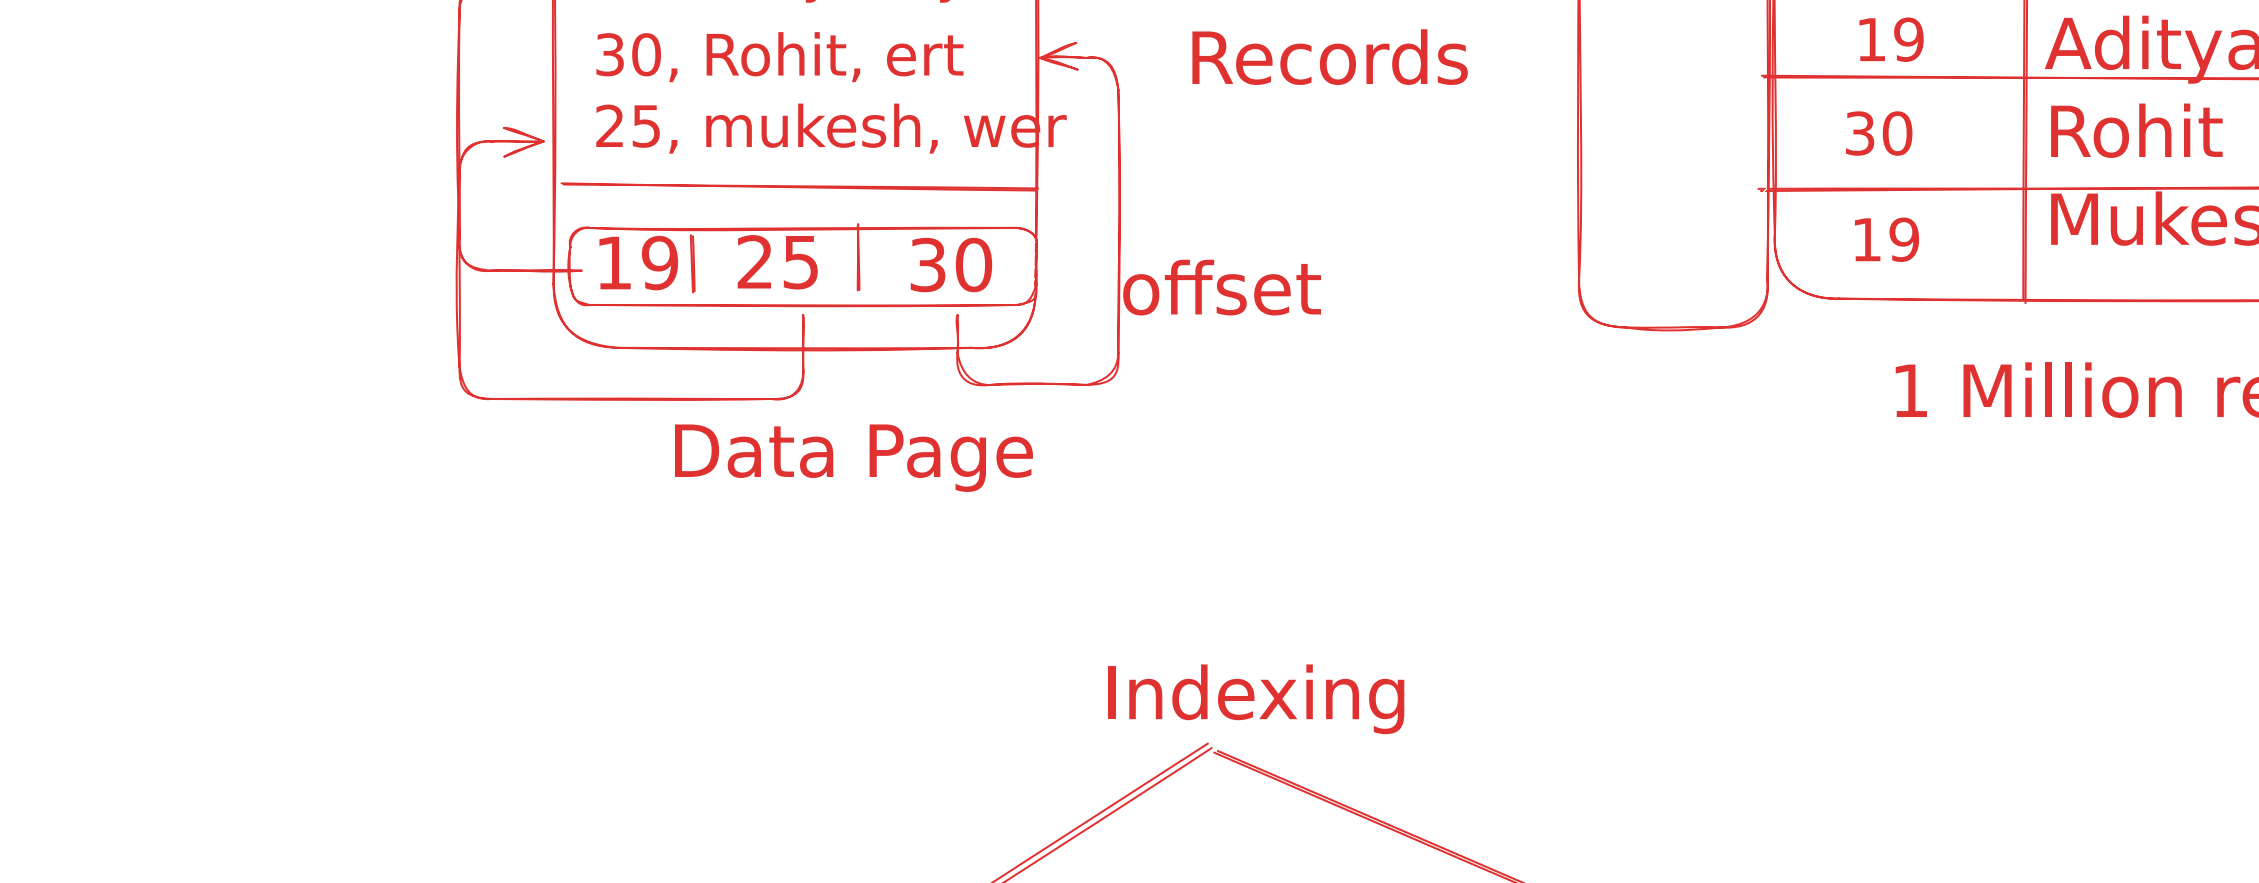 30, Rohit, ert
25, mukesh, wer
19 25 30
Records
offset
Data Page
19 Aditya
30 Rohit
19
1 Million
Indexing